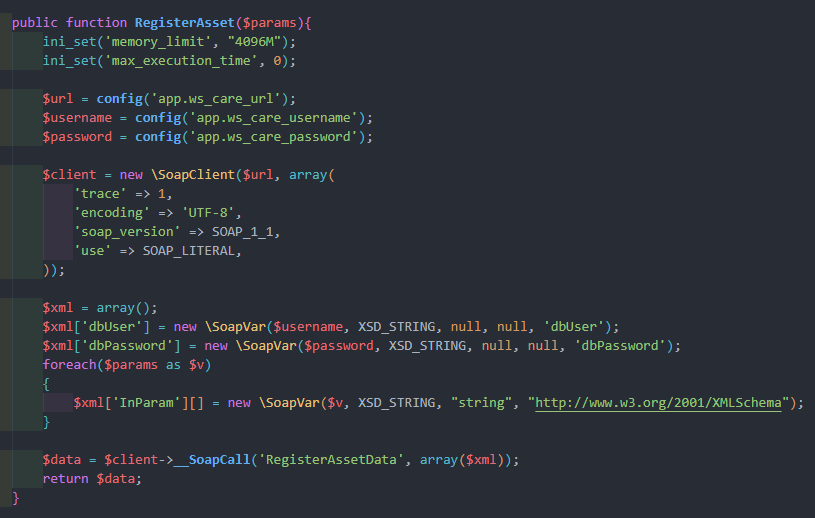 public function RegisterAsset($params){
    ini_set('memory_limit', "4096M");
    ini_set('max_execution_time', 0);
    $url = config('app.ws_care_url');
    $username = config('app.ws_care_username');
    $password = config('app.ws_care_password');
    $client = new \SoapClient($url, array(
        'trace' => 1,
        'encoding' => 'UTF-8',
        'soap_version' => SOAP_1_1,
        'use' => SOAP_LITERAL,
    ));
    $xml = array();
    $xml['dbUser'] = new \SoapVar($username, XSD_STRING, null, null, 'dbUser');
    $xml['dbPassword'] = new \SoapVar($password, XSD_STRING, null, null, 'dbPassword');
    foreach($params as $v)
    {
        $xml['InParam'][] = new \SoapVar($v, XSD_STRING, "string", "http://www.w3.org/2001/XMLSchema");
    }
    $data = $client->__SoapCall('RegisterAssetData', array($xml));
    return $data;
}